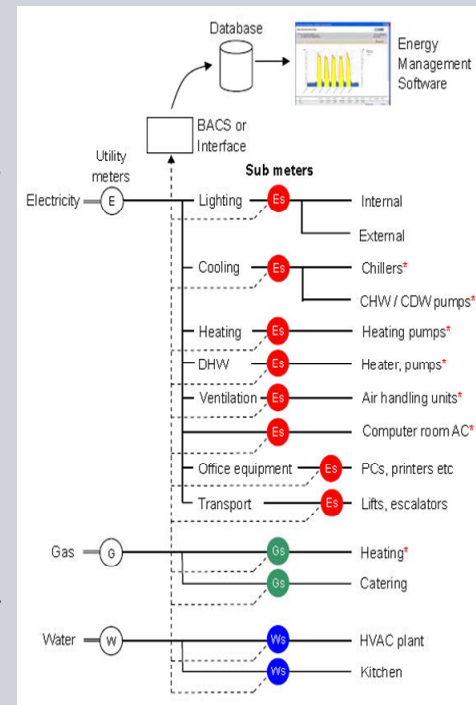 Database
Energy
Management
Software
BACS or
Interface
Utility
meters
Sub meters
Electricity E Lighting Es Internal
External
Cooling Es Chillers*
CHW / CDW pumps*
Heating Es Heating pumps*
DHW Es Heater, pumps*
Ventilation Es Air handling units*
Es Computer room AC*
Office equipment Es PCs, printers etc
Transport Es Lifts, escalators
Gas G Gs Heating*
Gs Catering
Water W Ws HVAC plant
Ws Kitchen